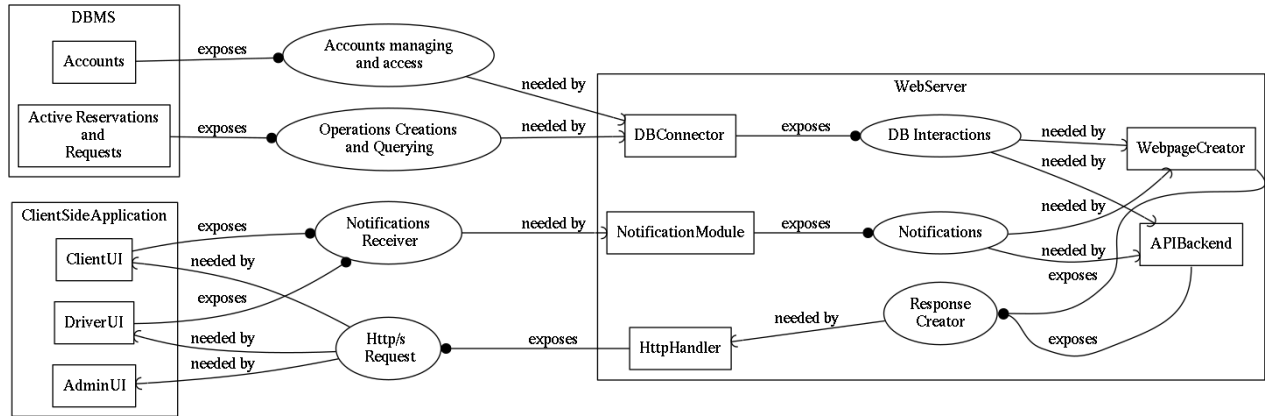 DBMS
Accounts
exposes
Accounts managing
and access
needed by
Active Reservations
and
Requests
exposes
Operations Creations
and Querying
needed by
WebServer
DBConnector
exposes
DB Interactions
needed by
WebpageCreator
needed by
needed by
ClientSideApplication
ClientUI
exposes
Notifications
Receiver
needed by
NotificationModule
exposes
Notifications
needed by
APIBackend
needed by
exposes
DriverUI
exposes
Response
Creator
needed by
needed by
Http/s
Request
exposes
HttpHandler
exposes
needed by
AdminUI